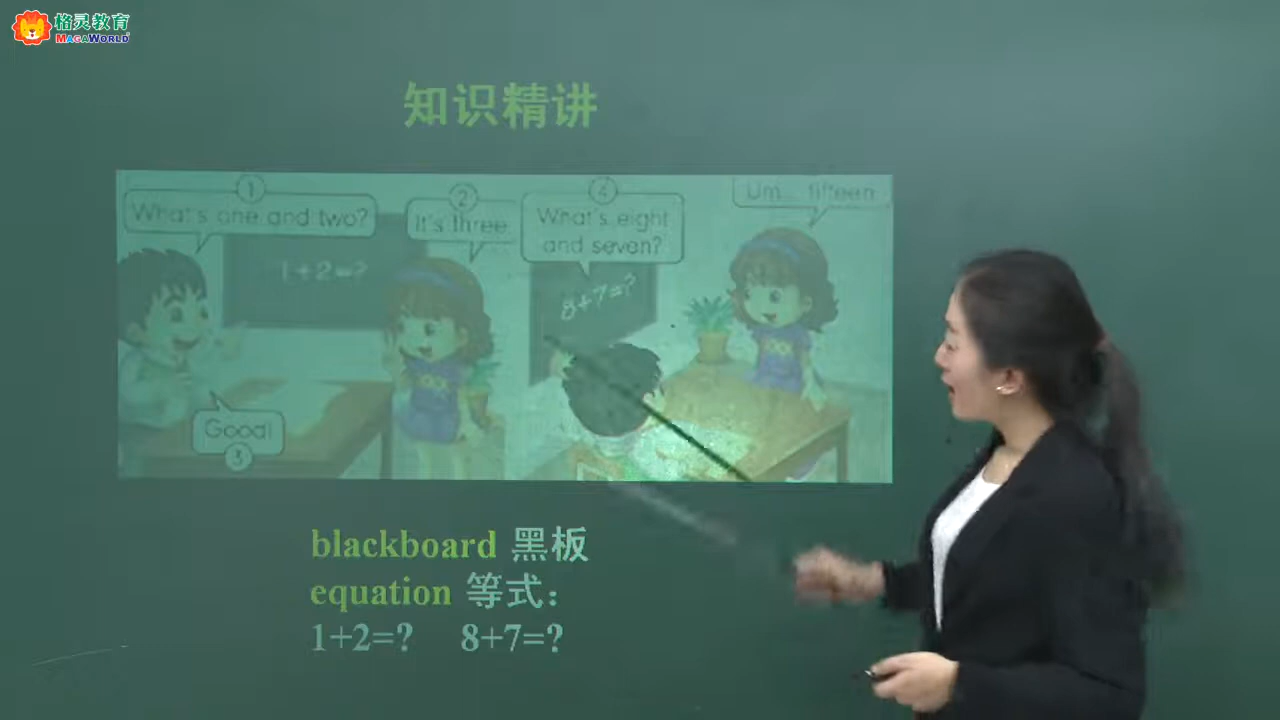 格灵教育
MAGAWORLD
知识精讲
1
What's one and two?
2
It's three
4
What's eight
and seven?
Um... fifteen
1+2=?
8+7=?
Good!
3
blackboard 黑板
equation 等式：
1+2=? 8+7=?